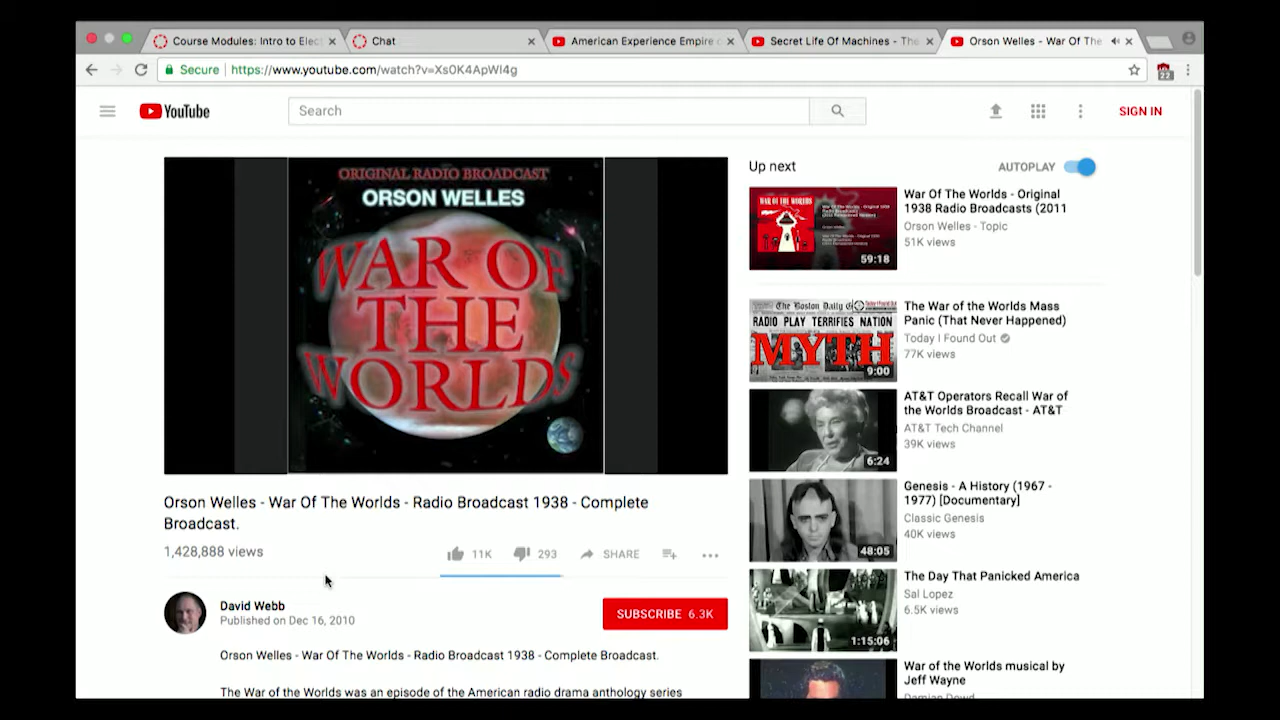 Course Modules: Intro to Elec
Chat
American Experience Empire
Secret Life Of Machines - The
Orson Welles - War Of The
Secure
https://www.youtube.com/watch?v=Xs0K4ApWl4g
22
YouTube
Search
SIGN IN
ORIGINAL RADIO BROADCAST
ORSON WELLES
WAR OF
THE
WORLDS
Orson Welles - War Of The Worlds - Radio Broadcast 1938 - Complete
Broadcast.
1,428,888 views
11K
293
SHARE
David Webb
Published on Dec 16, 2010
SUBSCRIBE 6.3K
Orson Welles - War Of The Worlds - Radio Broadcast 1938 - Complete Broadcast.
The War of the Worlds was an episode of the American radio drama anthology series
Up next
AUTOPLAY
WAR OF THE WORLDS
59:18
War Of The Worlds - Original
1938 Radio Broadcasts (2011
Orson Welles - Topic
51K views
The Boston Daily
RADIO PLAY TERRIFIES NATION
MYTH
9:00
The War of the Worlds Mass
Panic (That Never Happened)
Today I Found Out
77K views
6:24
AT&T Operators Recall War of
the Worlds Broadcast - AT&T
AT&T Tech Channel
39K views
48:05
Genesis - A History (1967 -
1977) [Documentary]
Classic Genesis
40K views
1:15:06
The Day That Panicked America
Sal Lopez
6.5K views
War of the Worlds musical by
Jeff Wayne
Damian Dowd